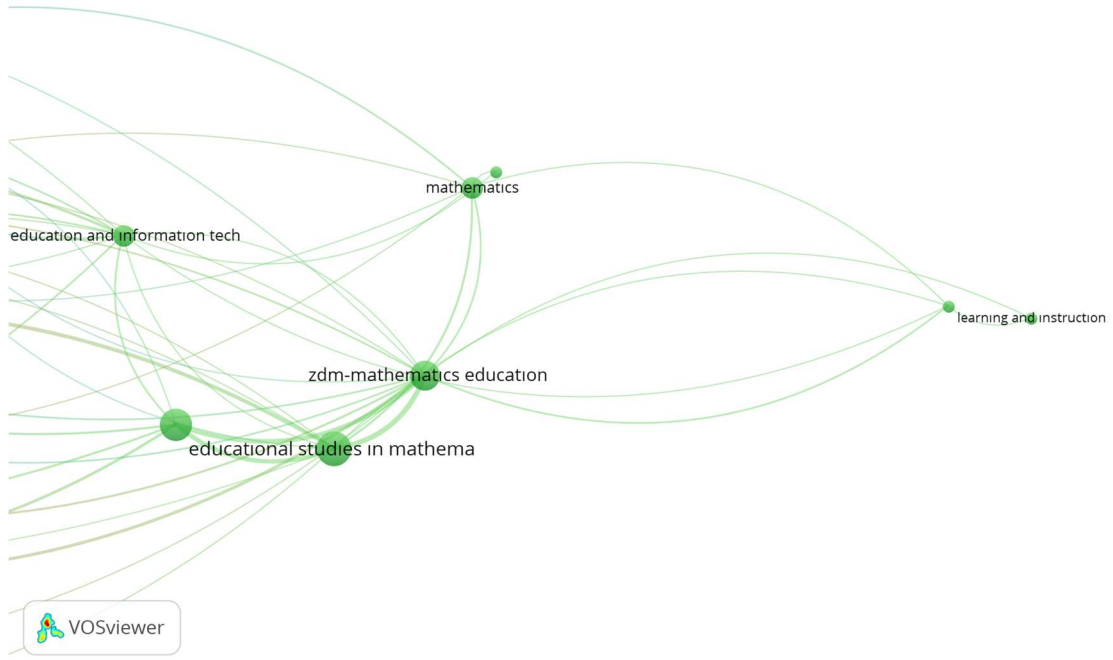 mathematics
education and information tech
learning and instruction
zdm-mathematics education
educational studies in mathema
VOSviewer